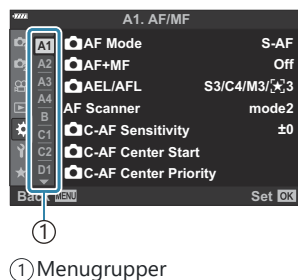 A1. AF/MF
A1 AF Mode S-AF
A2 AF+MF Off
A3 AEL/AFL S3/C4/M3/[★]3
A4 AF Scanner mode2
B
C1 C-AF Sensitivity ±0
C2 C-AF Center Start
D1 C-AF Center Priority
Back MENU Set OK
1
1 Menugrupper